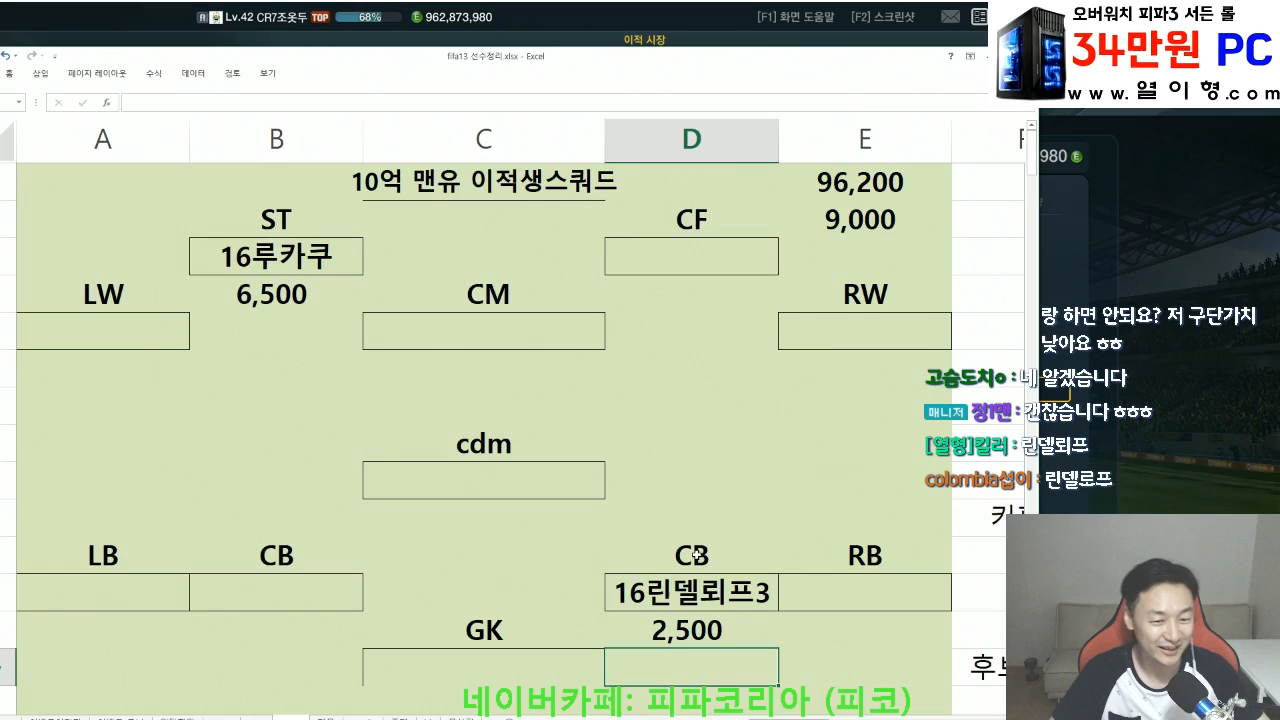 Lv.42 CR7조웃두 TOP 68% E 962,873,980
[F1] 화면 도움말 [F2] 스크린샷
이적 시장
오버워치 피파3 서든 롤
34만원 PC
www.열이형.com
fifa13 선수정리.xlsx - Excel
홈 삽입 페이지 레이아웃 수식 데이터 검토 보기
fx
A B C D E
980 E
10억 맨유 이적생스쿼드 96,200
ST CF 9,000
16루카쿠
LW 6,500 CM RW
랑 하면 안되요? 저 구단가치
낮아요 ㅎㅎ
고슴도치o : 네 알겠습니다
매니저 정1맨 : 갠찮습니다 ㅎㅎㅎ
cdm
[열형]킬러 : 린델뢰프
colombia섭이 : 린델로프
LB CB CB RB
16린델뢰프3
GK 2,500
네이버카페: 피파코리아 (피코)